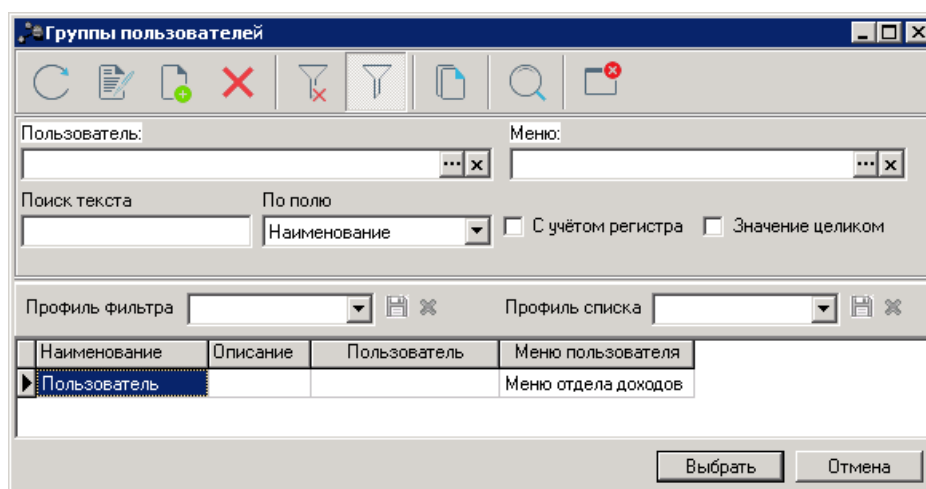 Группы пользователей
Пользователь: Меню:
Поиск текста По полю
Наименование С учётом регистра Значение целиком
Профиль фильтра Профиль списка
Наименование Описание Пользователь Меню пользователя
Пользователь Меню отдела доходов
Выбрать Отмена